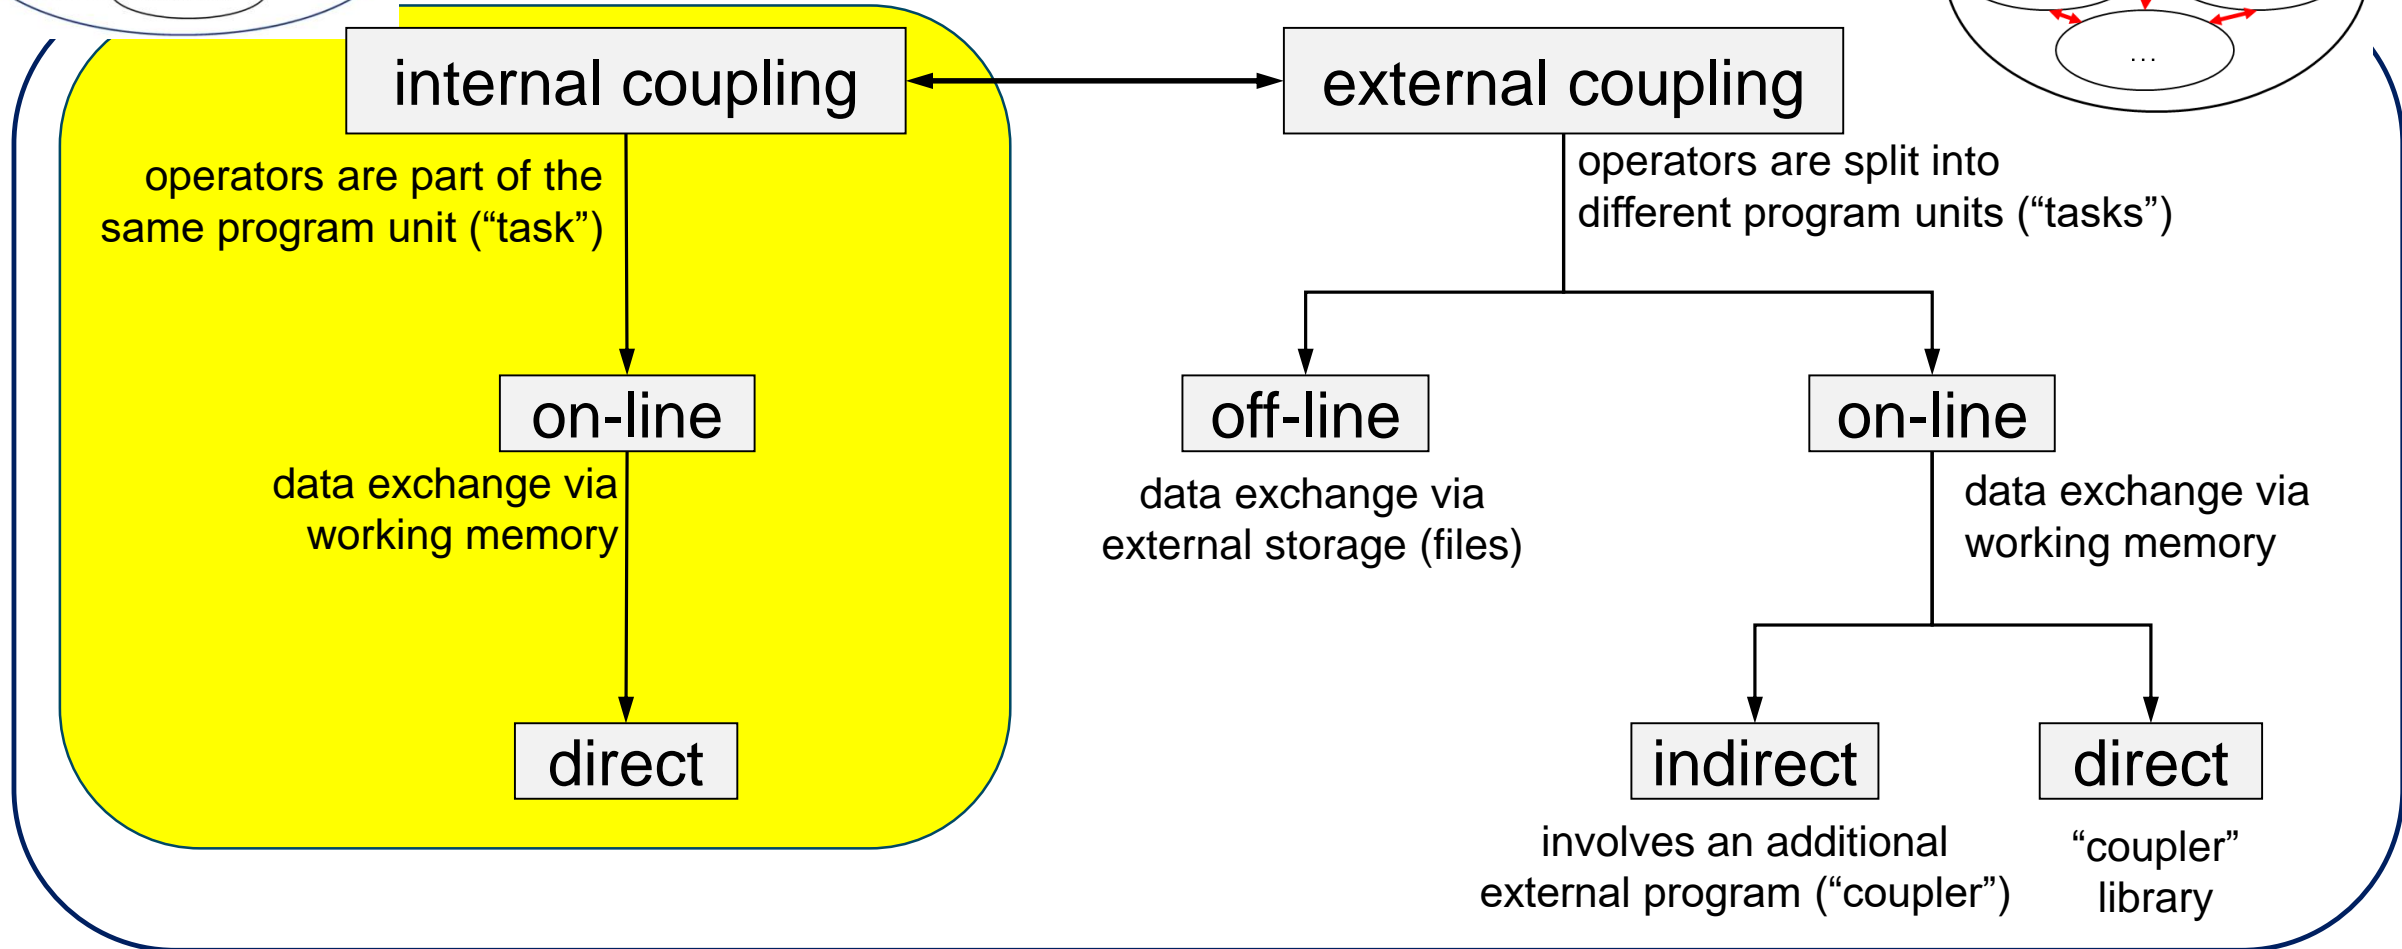 ...
internal coupling
external coupling
operators are part of the
same program unit (“task”)
operators are split into
different program units (“tasks”)
on-line
off-line
on-line
data exchange via
working memory
data exchange via
external storage (files)
data exchange via
working memory
direct
indirect
direct
involves an additional
external program (“coupler”)
“coupler”
library